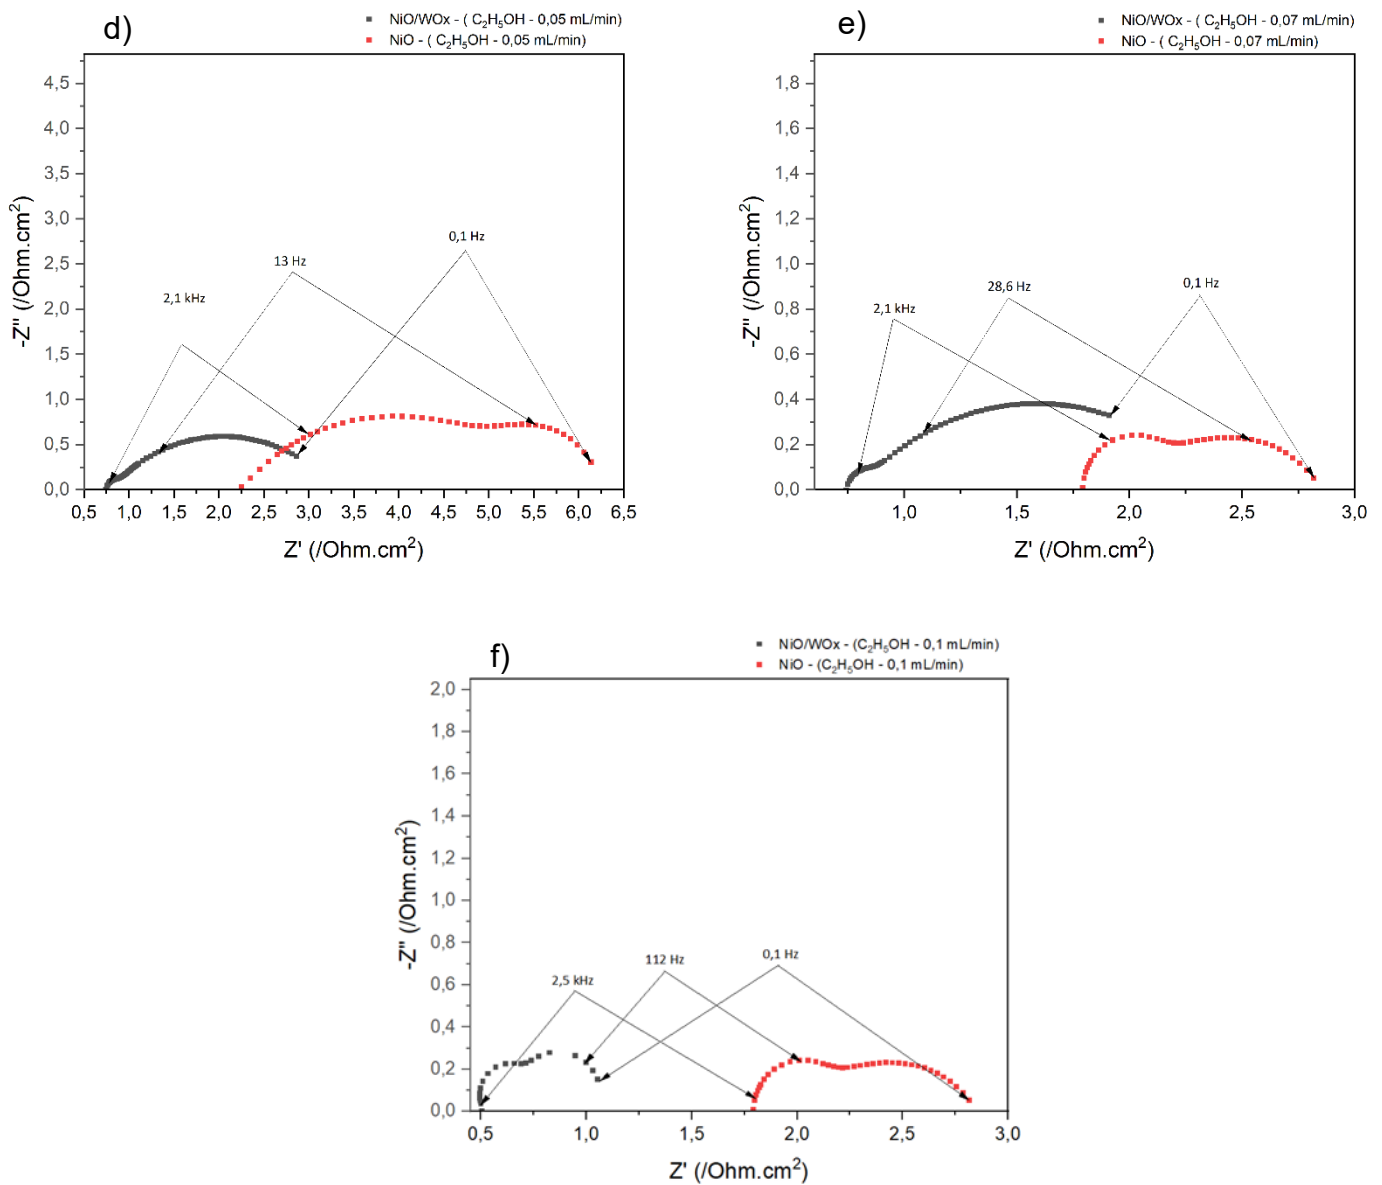 d)
NiO/WOx - ( C₂H₅OH - 0,05 mL/min)
NiO - ( C₂H₅OH - 0,05 mL/min)
4,5
4,0
3,5
3,0
2,5
2,0
1,5
1,0
0,5
0,0
-Z'' (/Ohm.cm²)
0,1 Hz
13 Hz
2,1 kHz
0,5 1,0 1,5 2,0 2,5 3,0 3,5 4,0 4,5 5,0 5,5 6,0 6,5
Z' (/Ohm.cm²)
e)
NiO/WOx - ( C₂H₅OH - 0,07 mL/min)
NiO - ( C₂H₅OH - 0,07 mL/min)
1,8
1,6
1,4
1,2
1,0
0,8
0,6
0,4
0,2
0,0
-Z'' (/Ohm.cm²)
0,1 Hz
28,6 Hz
2,1 kHz
1,0 1,5 2,0 2,5 3,0
Z' (/Ohm.cm²)
f)
NiO/WOx - (C₂H₅OH - 0,1 mL/min)
NiO - (C₂H₅OH - 0,1 mL/min)
2,0
1,8
1,6
1,4
1,2
1,0
0,8
0,6
0,4
0,2
0,0
-Z'' (/Ohm.cm²)
0,1 Hz
112 Hz
2,5 kHz
0,5 1,0 1,5 2,0 2,5 3,0
Z' (/Ohm.cm²)